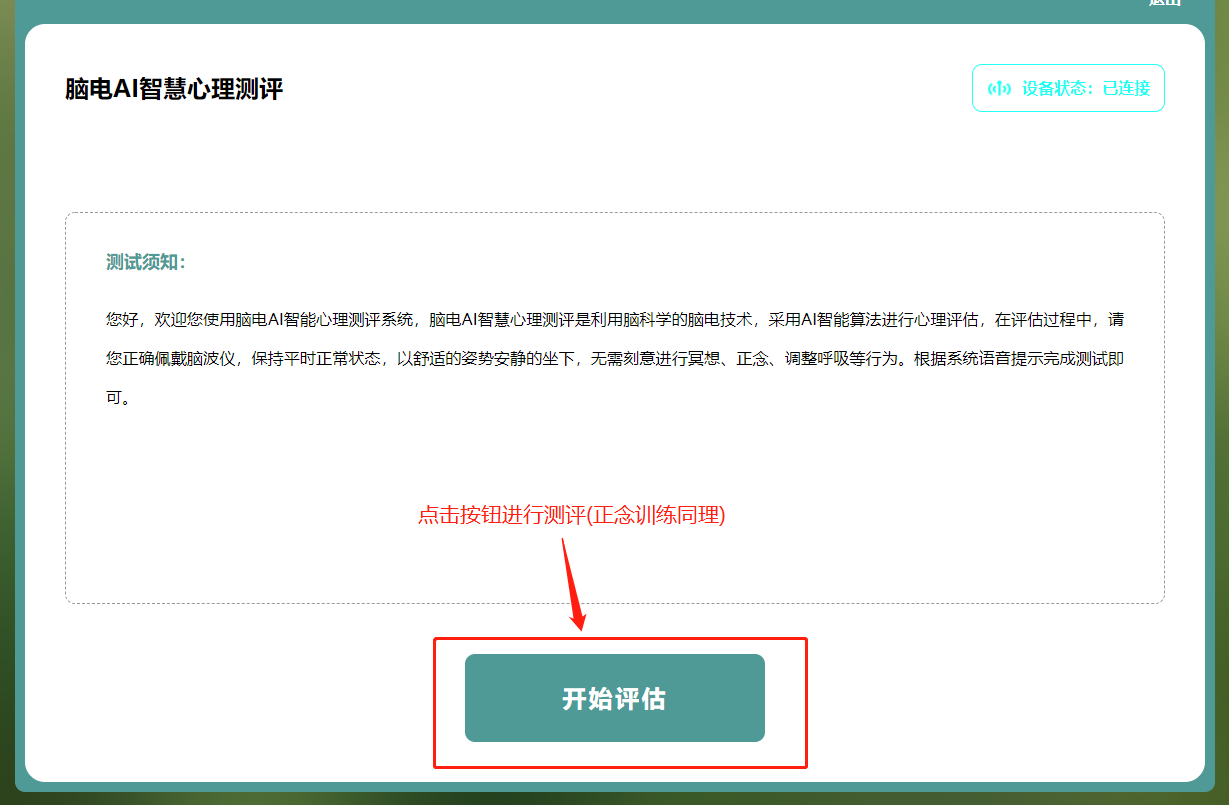 退出
脑电AI智慧心理测评
设备状态：已连接
测试须知：
您好，欢迎您使用脑电AI智能心理测评系统，脑电AI智慧心理测评是利用脑科学的脑电技术，采用AI智能算法进行心理评估，在评估过程中，请
您正确佩戴脑波仪，保持平时正常状态，以舒适的姿势安静的坐下，无需刻意进行冥想、正念、调整呼吸等行为。根据系统语音提示完成测试即
可。
点击按钮进行测评(正念训练同理)
开始评估